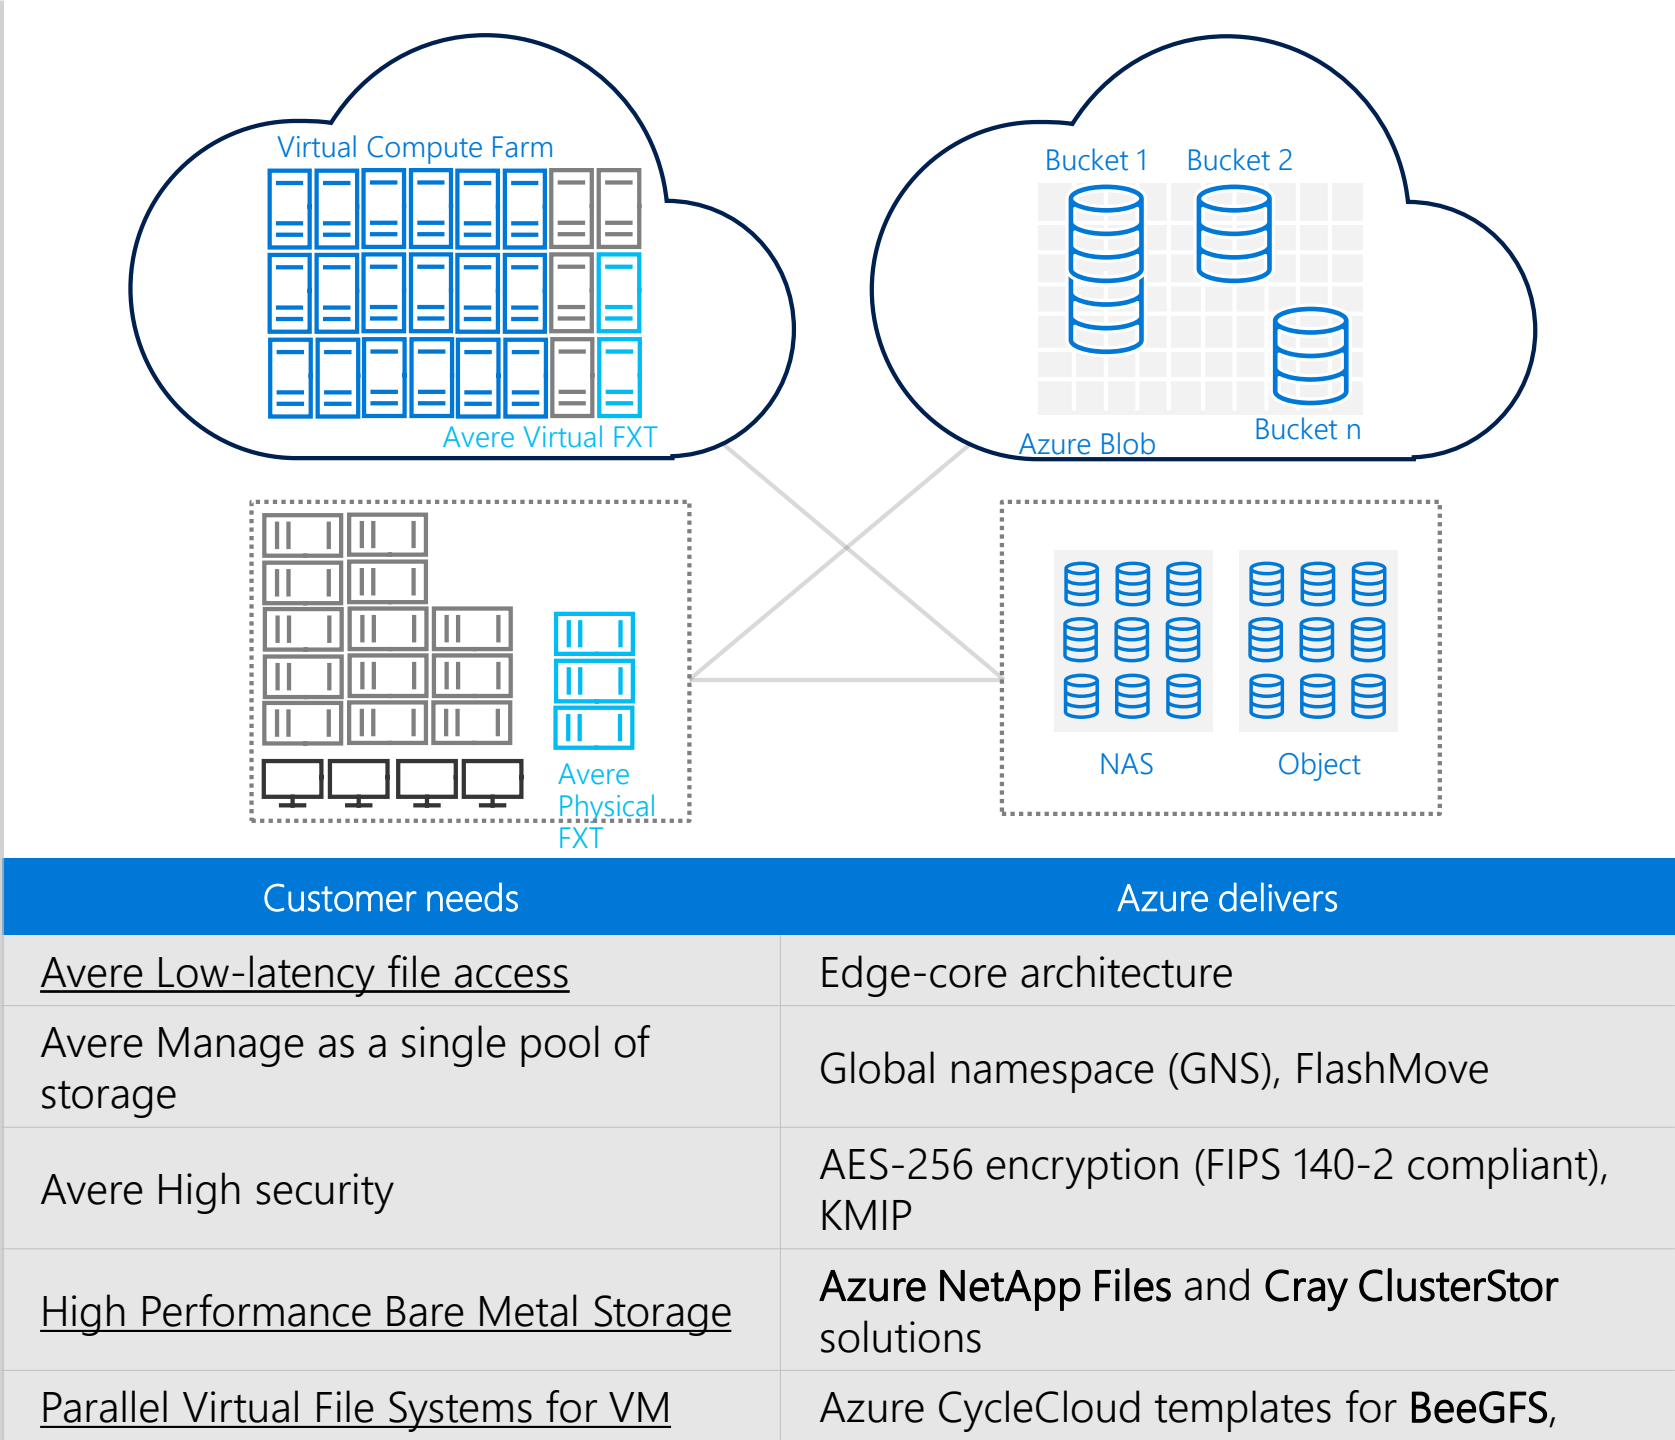 Virtual Compute Farm
Avere Virtual FXT
Bucket 1
Bucket 2
Bucket n
Azure Blob
Avere
Physical
FXT
NAS
Object
Customer needs
Azure delivers
Avere Low-latency file access
Edge-core architecture
Avere Manage as a single pool of
storage
Global namespace (GNS), FlashMove
Avere High security
AES-256 encryption (FIPS 140-2 compliant),
KMIP
High Performance Bare Metal Storage
Azure NetApp Files and Cray ClusterStor
solutions
Parallel Virtual File Systems for VM
Azure CycleCloud templates for BeeGFS,